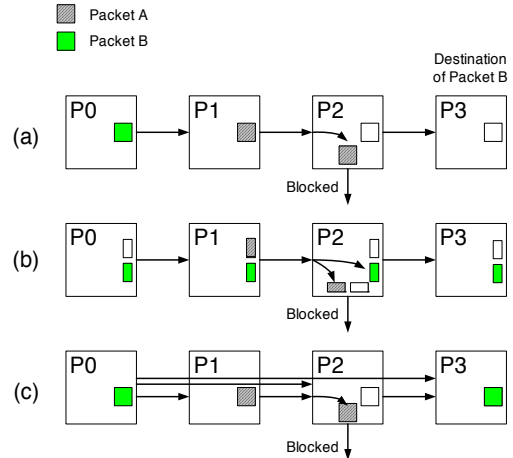 Packet A
Packet B
Destination
of Packet B
(a)
P0
P1
P2
P3
Blocked
(b)
P0
P1
P2
P3
Blocked
(c)
P0
P1
P2
P3
Blocked